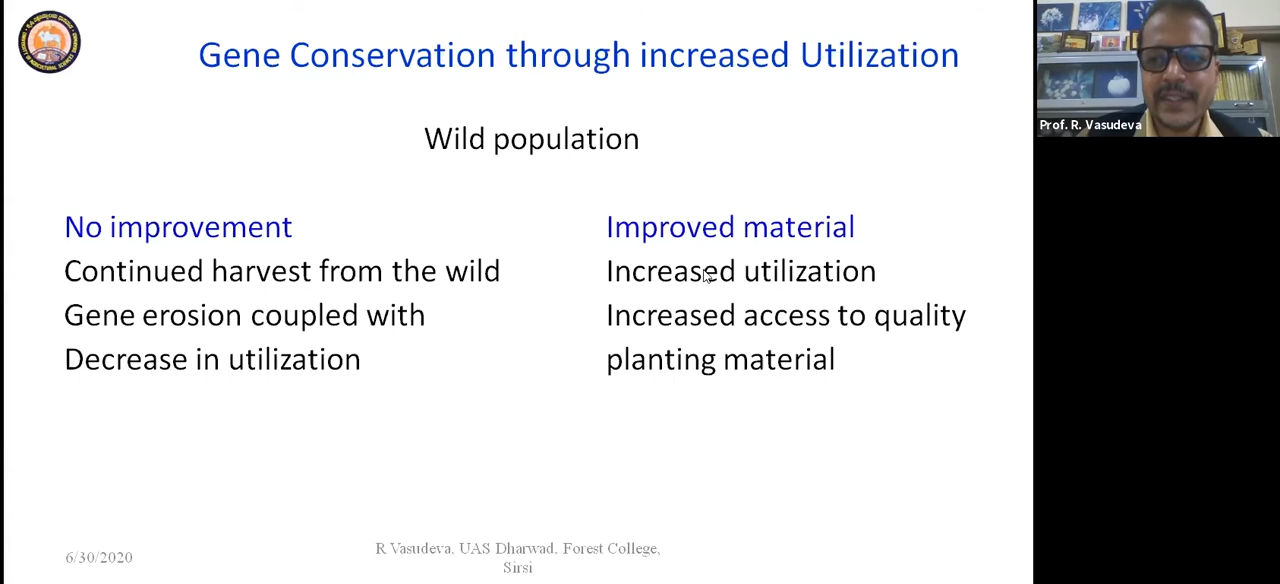 Gene Conservation through increased Utilization
Prof. R. Vasudeva
Wild population
No improvement
Continued harvest from the wild
Gene erosion coupled with
Decrease in utilization
Improved material
Increased utilization
Increased access to quality
planting material
6/30/2020
R Vasudeva, UAS Dharwad, Forest College,
Sirsi